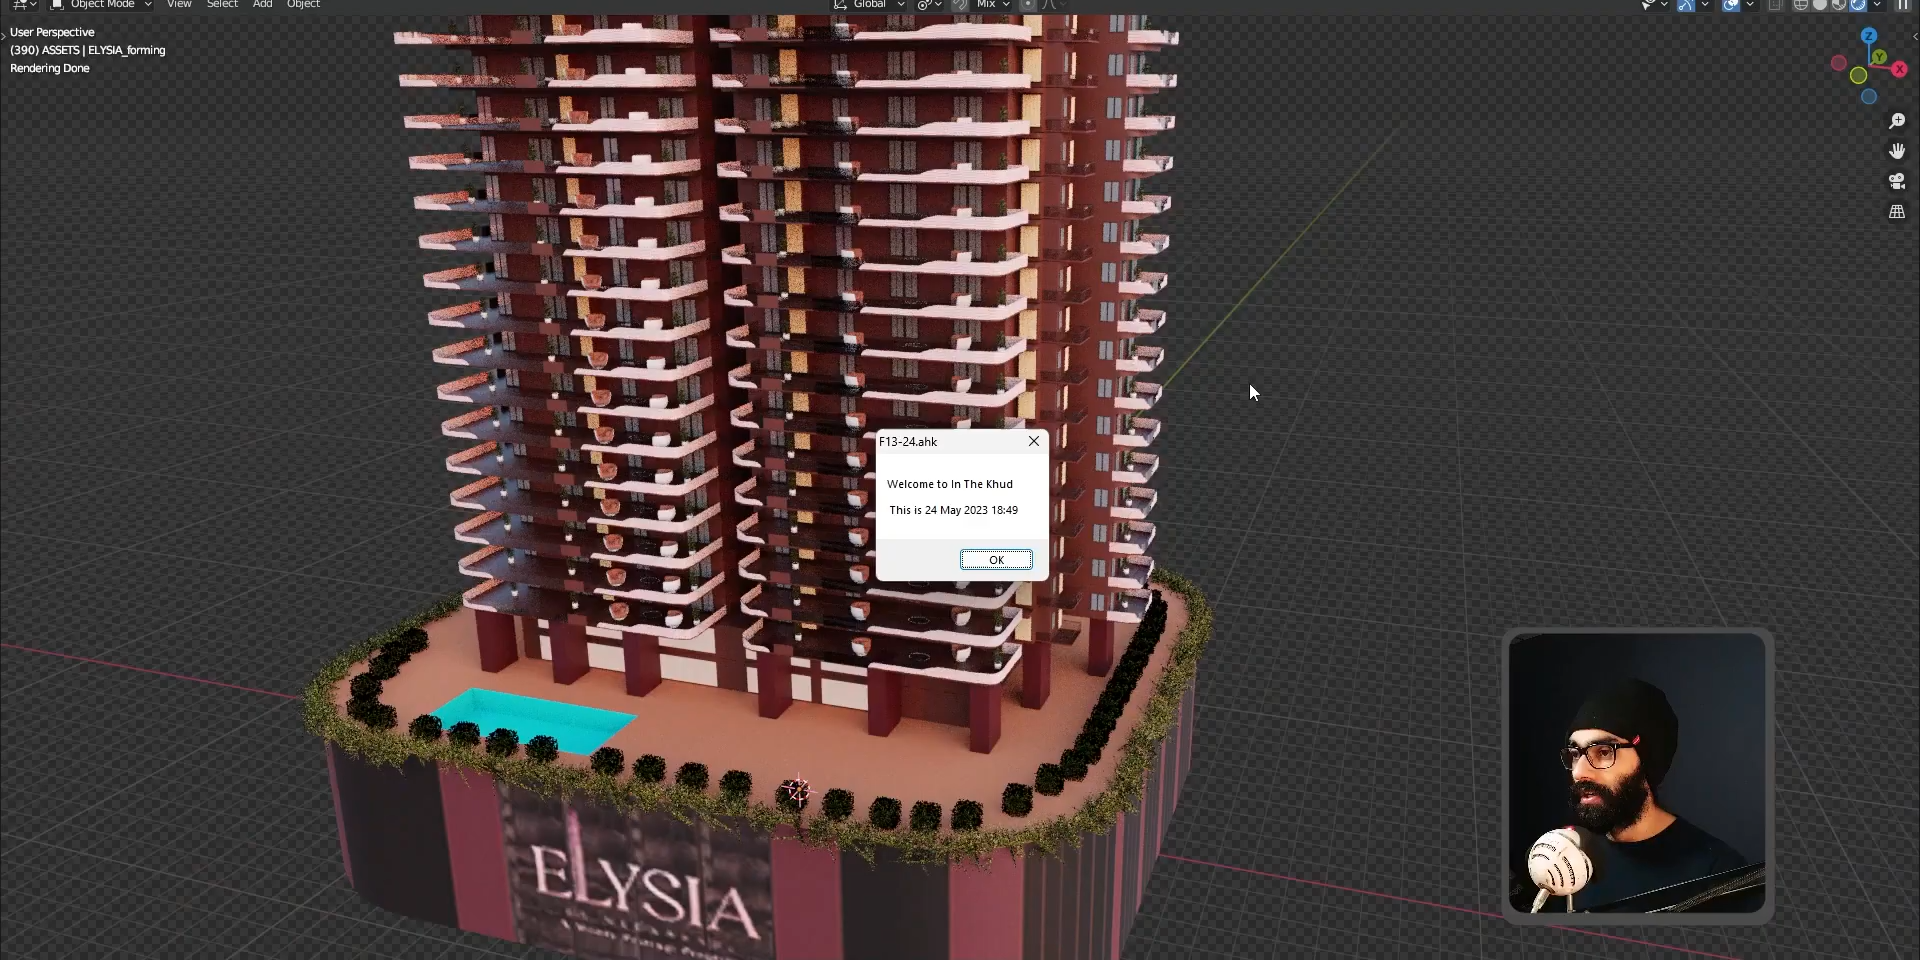 Object Mode View Select Add Object Global Mix
User Perspective
(390) ASSETS | ELYSIA_forming
Rendering Done
Z
Y
X
F13-24.ahk
Welcome to In The Khud
This is 24 May 2023 18:49
OK
ELYSIA